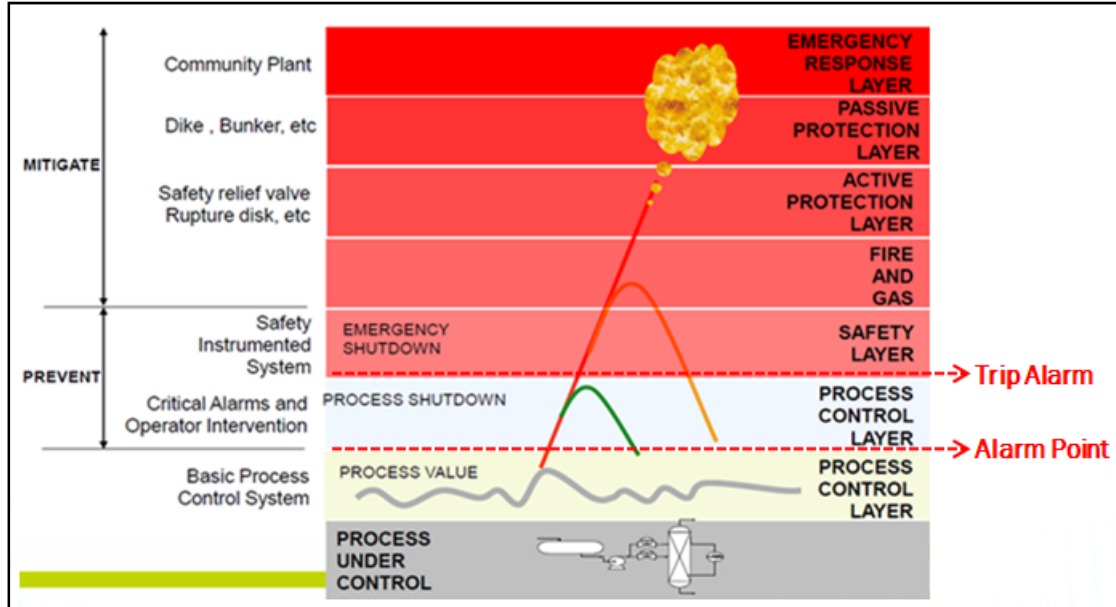 Community Plant
EMERGENCY
RESPONSE
LAYER
Dike , Bunker, etc
PASSIVE
PROTECTION
LAYER
MITIGATE
Safety relief valve
Rupture disk, etc
ACTIVE
PROTECTION
LAYER
FIRE
AND
GAS
PREVENT
Safety
Instrumented
System
EMERGENCY
SHUTDOWN
SAFETY
LAYER
Trip Alarm
Critical Alarms and
Operator Intervention
PROCESS SHUTDOWN
PROCESS
CONTROL
LAYER
Alarm Point
Basic Process
Control System
PROCESS VALUE
PROCESS
CONTROL
LAYER
PROCESS
UNDER
CONTROL